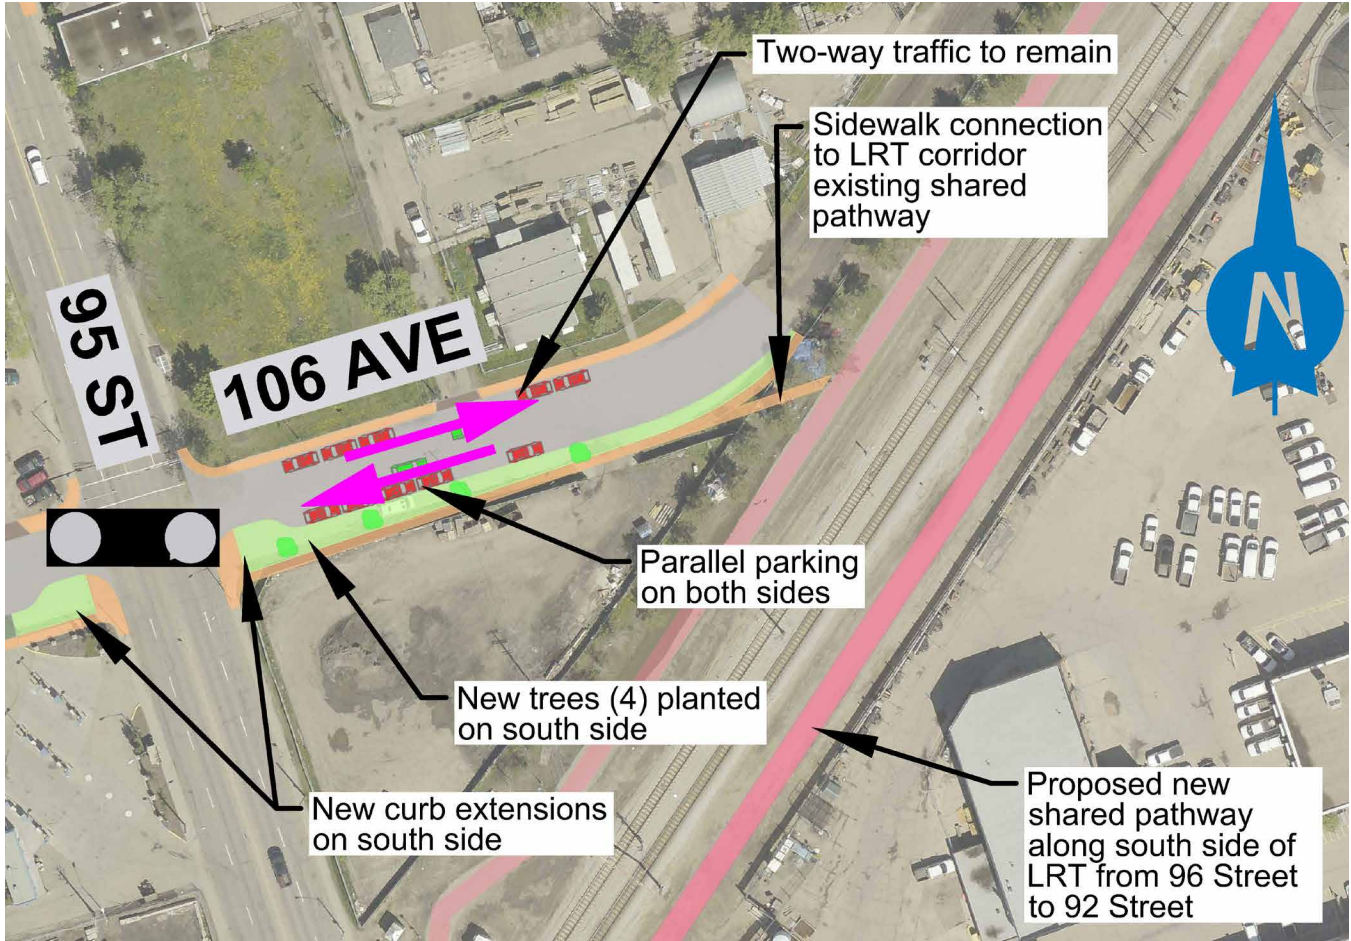 Two-way traffic to remain
Sidewalk connection
to LRT corridor
existing shared
pathway
N
95 ST
106 AVE
Parallel parking
on both sides
New trees (4) planted
on south side
New curb extensions
on south side
Proposed new
shared pathway
along south side of
LRT from 96 Street
to 92 Street